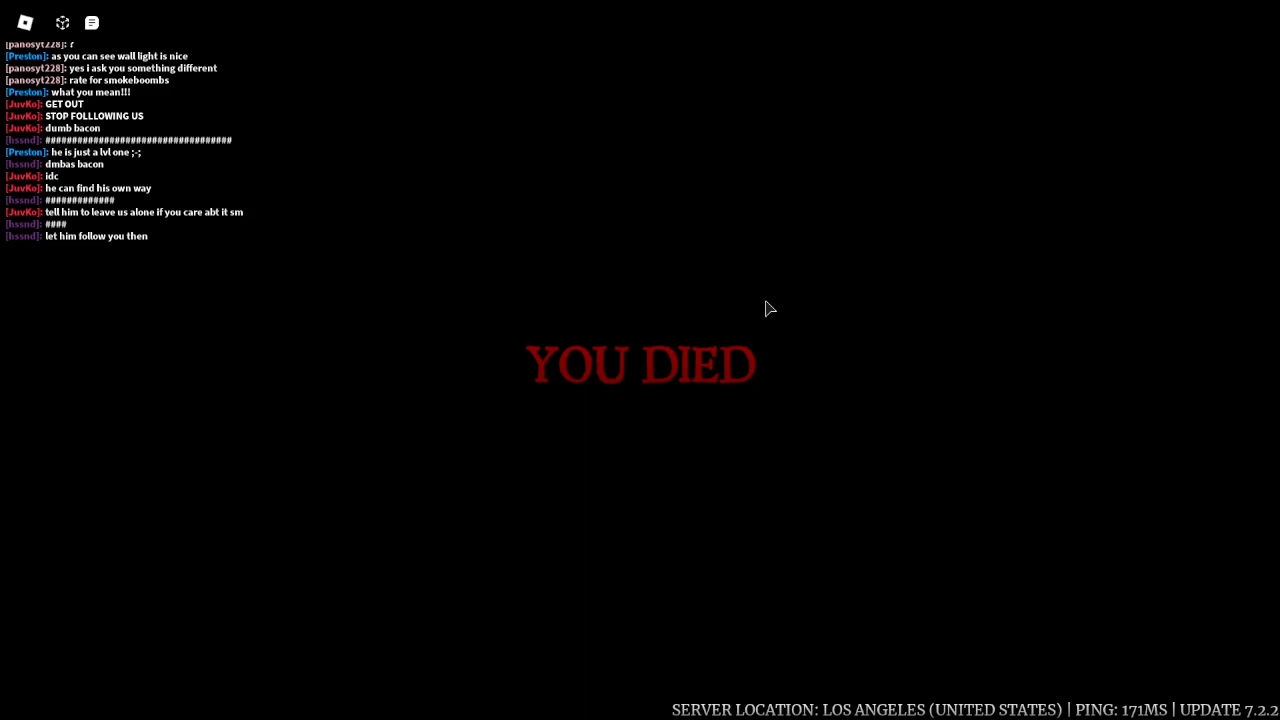 [panosyt228]: r
[Preston]: as you can see wall light is nice
[panosyt228]: yes i ask you something different
[panosyt228]: rate for smokeboombs
[Preston]: what you mean!!!
[JuvKo]: GET OUT
[JuvKo]: STOP FOLLLOWING US
[JuvKo]: dumb bacon
[hssnd]: ###################################
[Preston]: he is just a lvl one ;-;
[hssnd]: dmbas bacon
[JuvKo]: idc
[JuvKo]: he can find his own way
[hssnd]: #############
[JuvKo]: tell him to leave us alone if you care abt it sm
[hssnd]: ####
[hssnd]: let him follow you then
YOU DIED
SERVER LOCATION: LOS ANGELES (UNITED STATES) | PING: 171MS | UPDATE 7.2.2